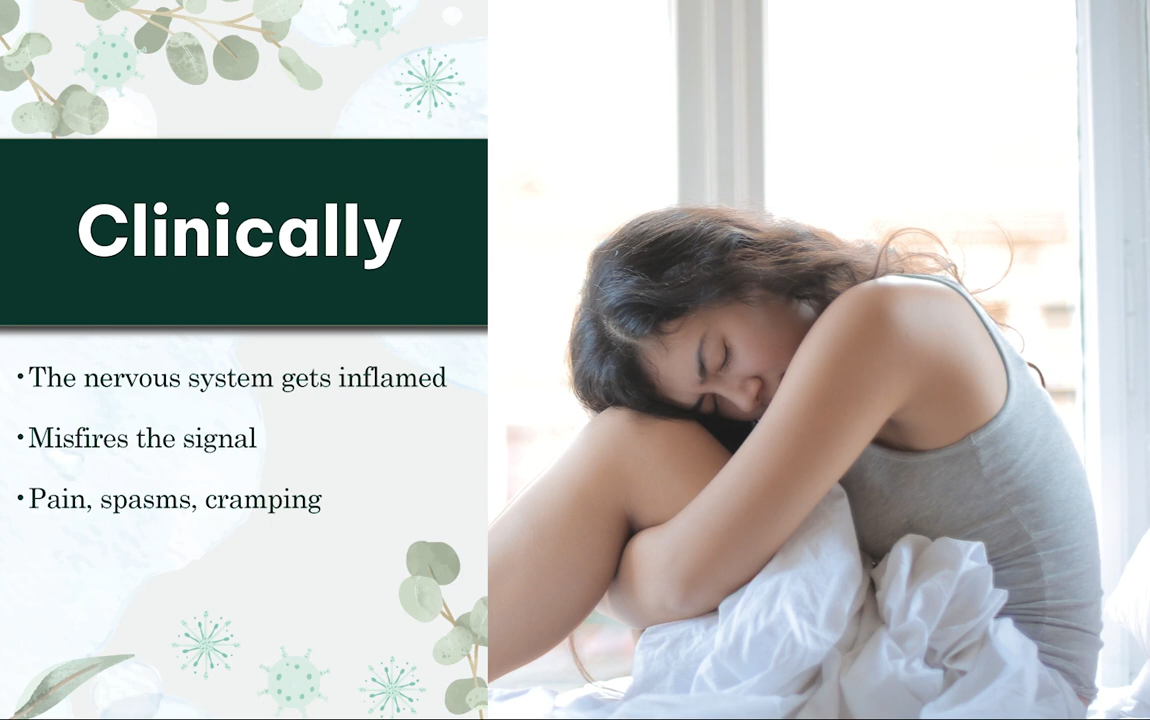 Clinically
•The nervous system gets inflamed
•Misfires the signal
•Pain, spasms, cramping